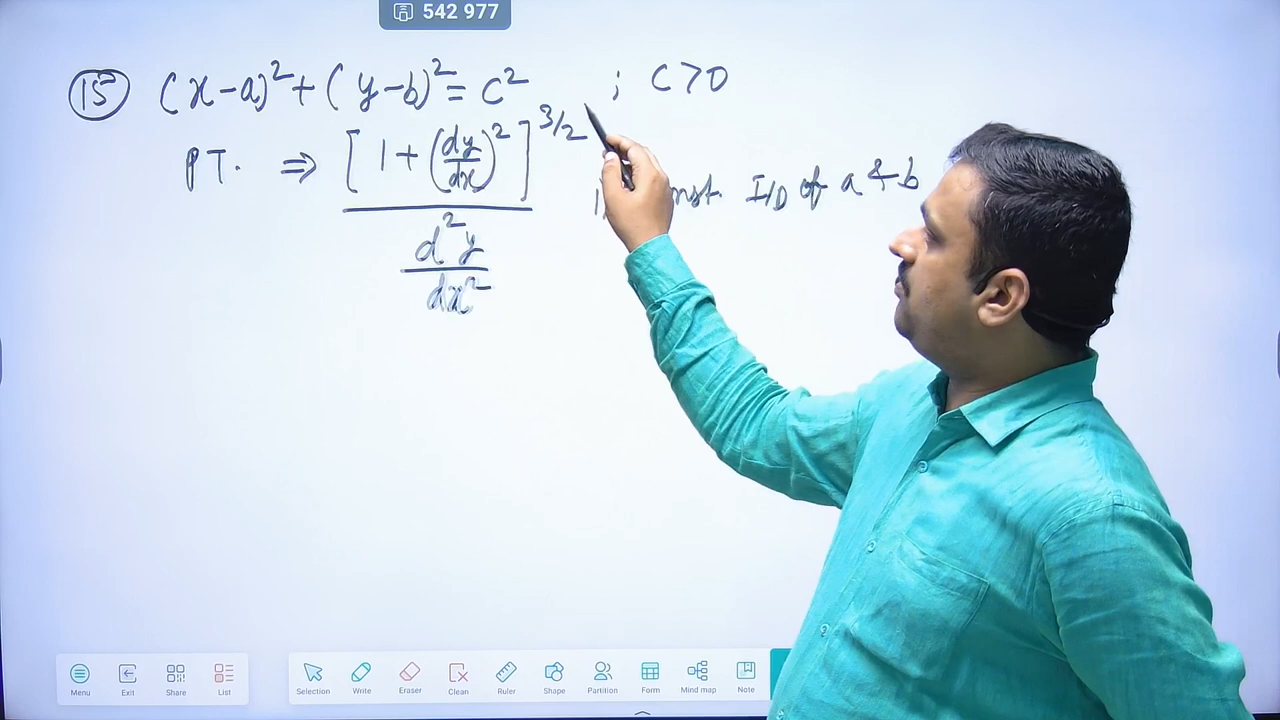 542 977
⑮ (x-a)² + (y-b)² = c² ; c>0
PT. ⇒ [1+(dy/dx)²]^3/2 I/D of a & b
d²y
dx²
Menu Exit Share List Selection Write Eraser Clean Ruler Shape Partition Form Mind map Note